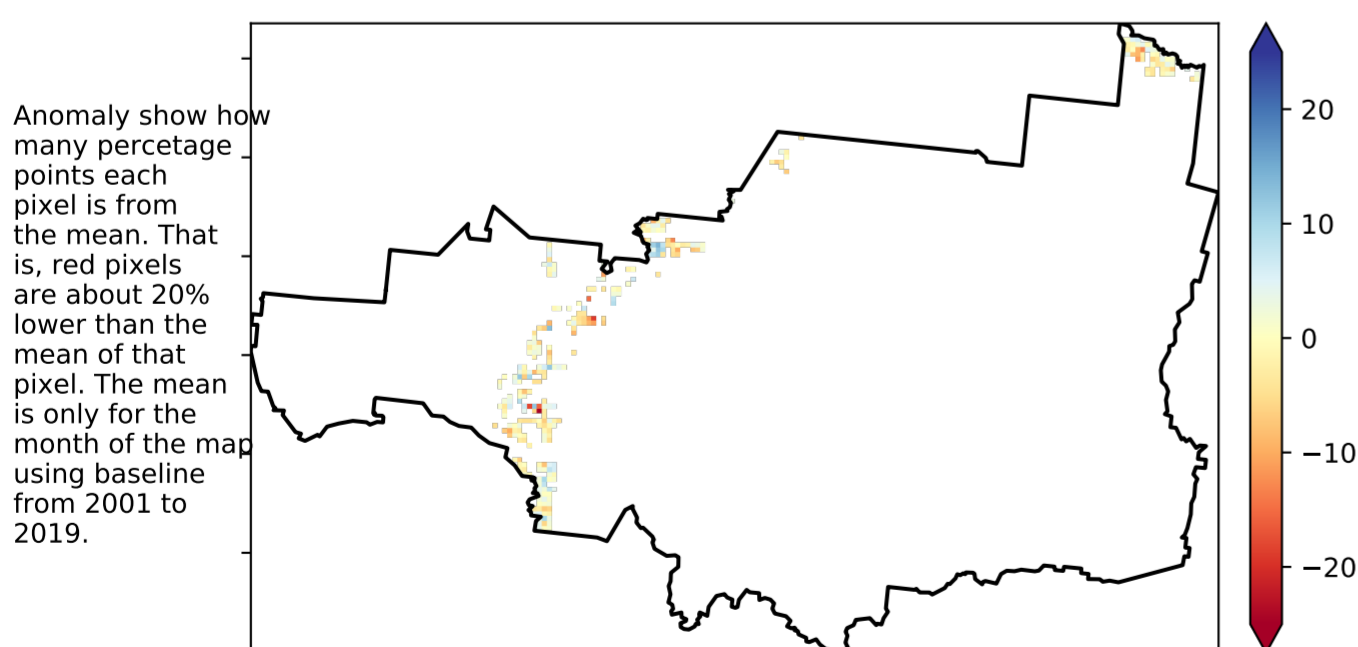 Anomaly show how
many percetage
points each
pixel is from
the mean. That
is, red pixels
are about 20%
lower than the
mean of that
pixel. The mean
is only for the
month of the map
using baseline
from 2001 to
2019.
20
10
0
−10
−20